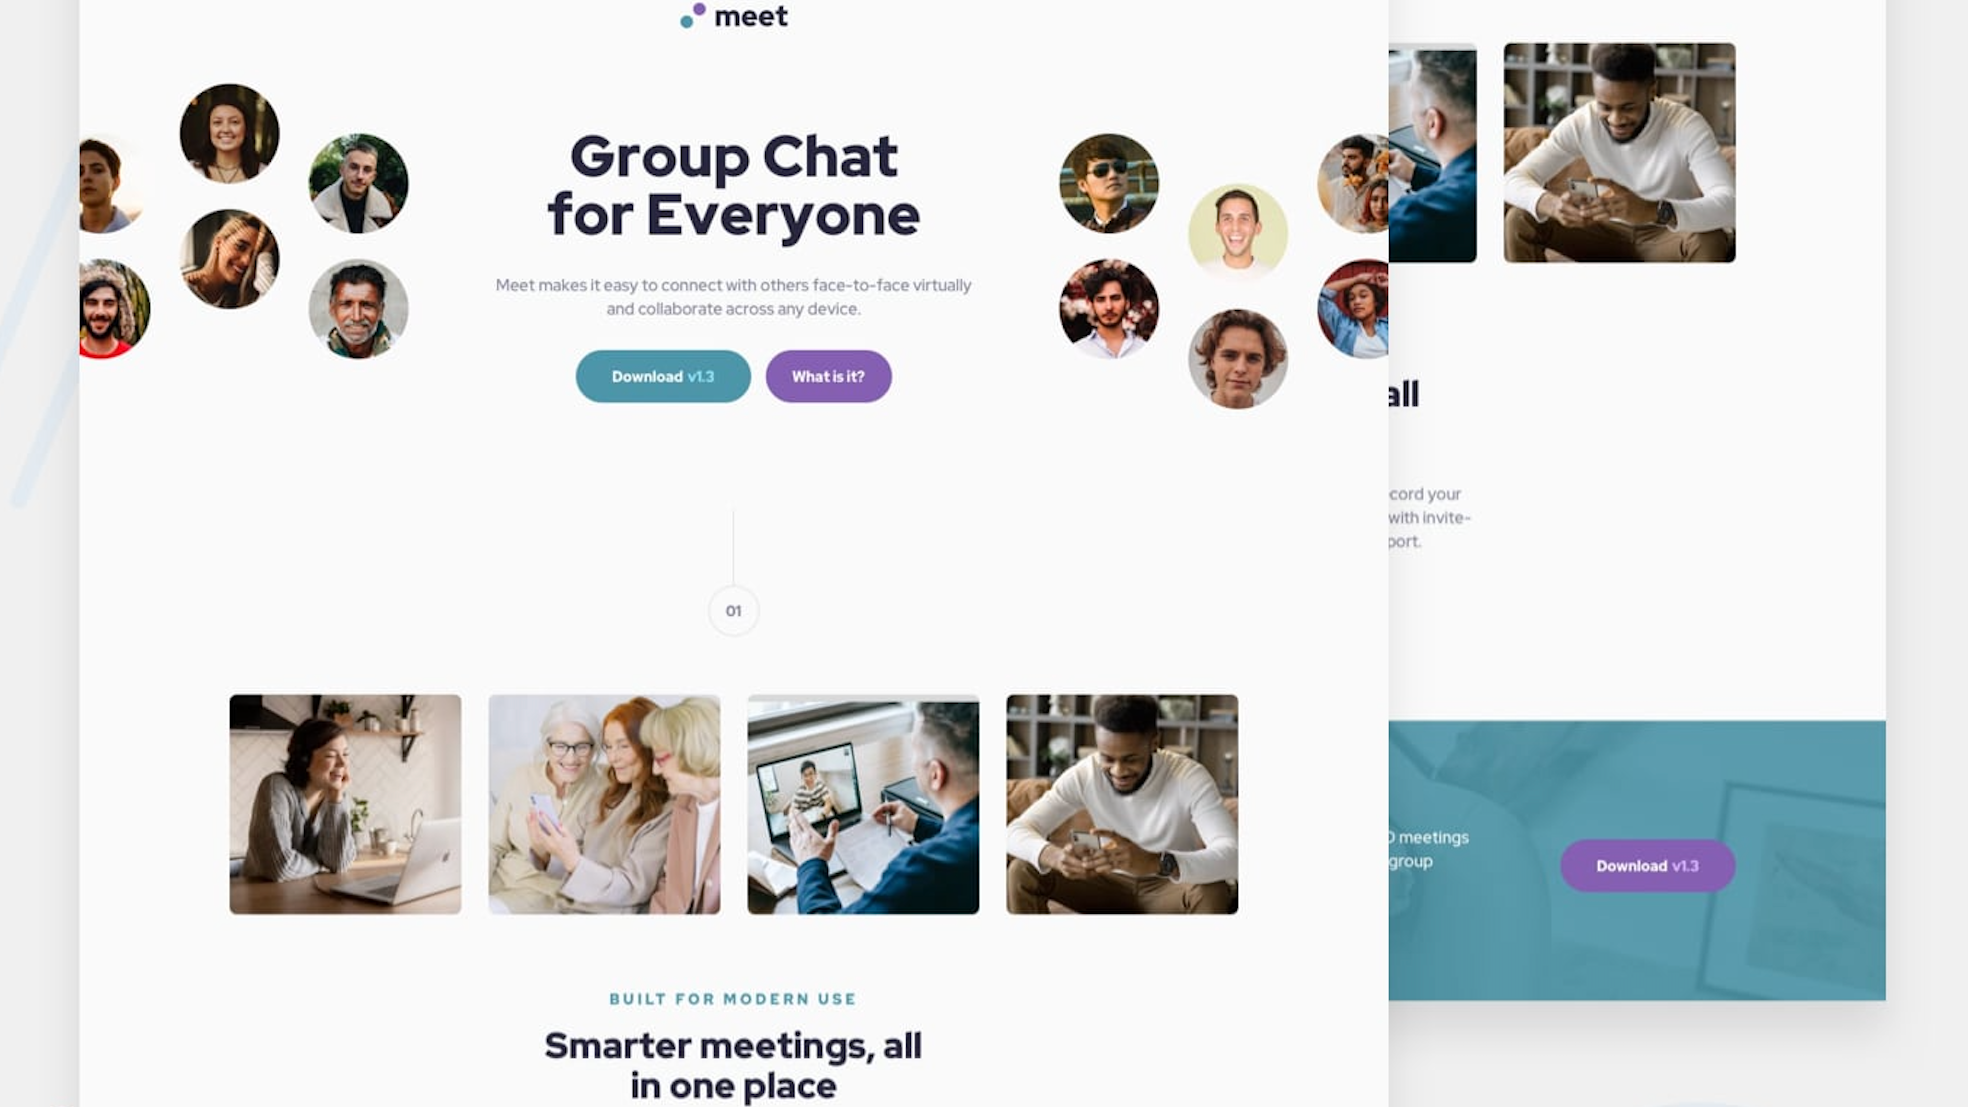 meet
Group Chat
for Everyone
Meet makes it easy to connect with others face-to-face virtually
and collaborate across any device.
Download v1.3
What is it?
01
BUILT FOR MODERN USE
Smarter meetings, all
in one place
all
cord your
with invite-
port.
meetings
group
Download v1.3